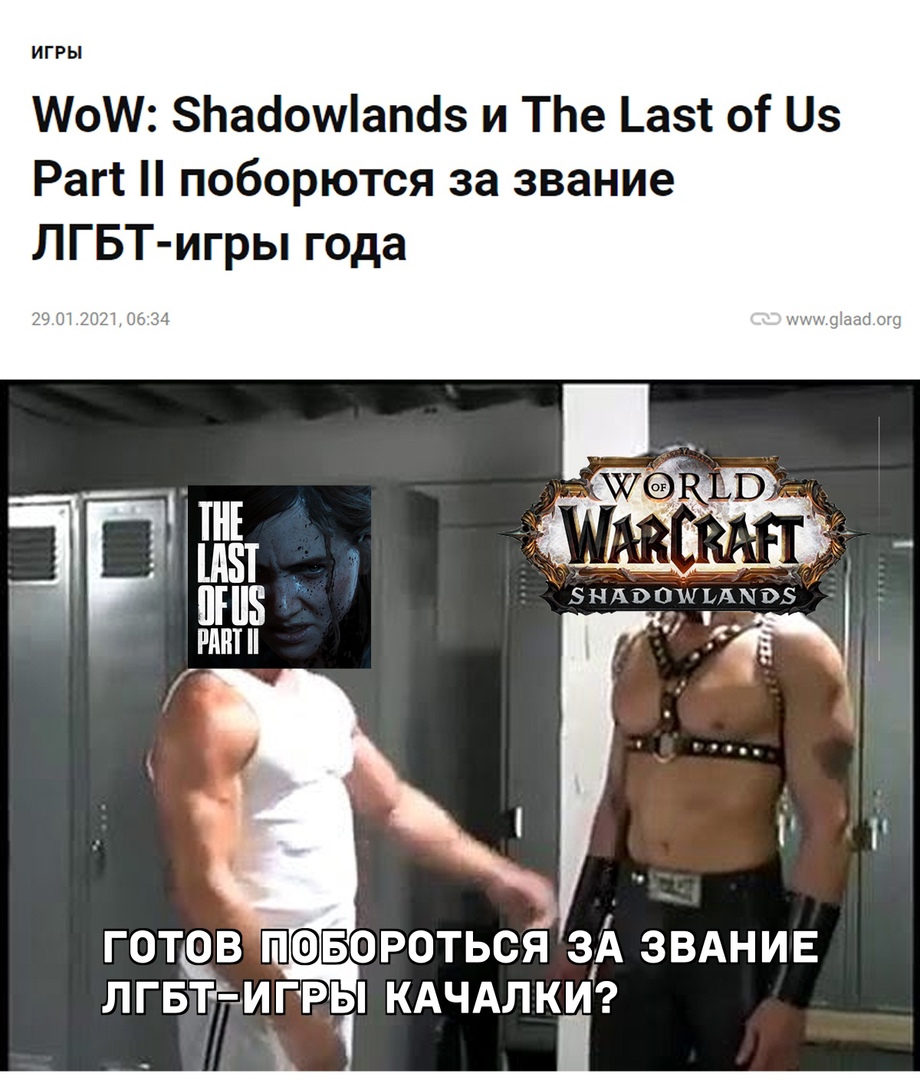 ИГРЫ
WoW: Shadowlands и The Last of Us
Part II поборются за звание
ЛГБТ-игры года
29.01.2021, 06:34
www.glaad.org
THE
LAST
OF US
PART II
WORLD
OF
WARCRAFT
SHADOWLANDS
ГОТОВ ПОБОРОТЬСЯ ЗА ЗВАНИЕ
ЛГБТ-ИГРЫ КАЧАЛКИ?